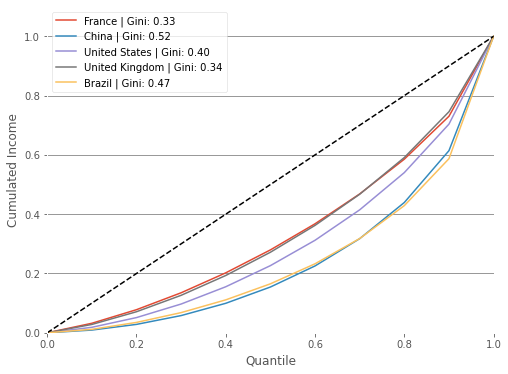 France | Gini: 0.33
China | Gini: 0.52
United States | Gini: 0.40
United Kingdom | Gini: 0.34
Brazil | Gini: 0.47
1.0
0.8
0.6
0.4
0.2
0.0
Cumulated Income
0.0 0.2 0.4 0.6 0.8 1.0
Quantile